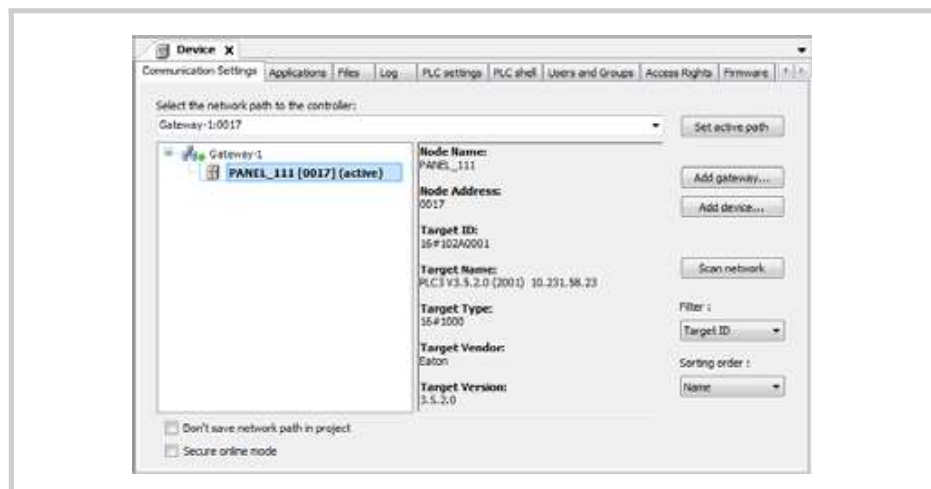 Device X
Communication Settings Applications Files Log PLC settings PLC shell Users and Groups Access Rights Firmware
Select the network path to the controller:
Gateway-1:0017
Set active path
Gateway-1
PANEL_111 [0017] (active)
Node Name:
PANEL_111
Node Address:
0017
Target ID:
16#102A0001
Target Name:
PLC3 V3.5.2.0 (2001) 10.231.58.23
Target Type:
16#1000
Target Vendor:
Eaton
Target Version:
3.5.2.0
Add gateway...
Add device...
Scan network
Filter :
Target ID
Sorting order :
Name
Don't save network path in project
Secure online mode